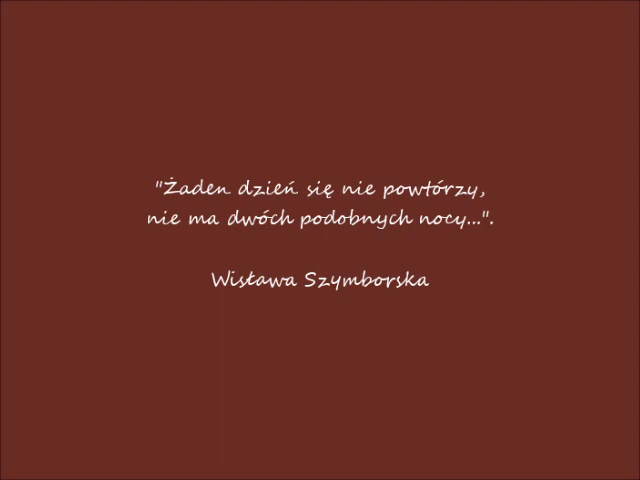 "Żaden dzień się nie powtórzy,
nie ma dwóch podobnych nocy...".
Wisława Szymborska